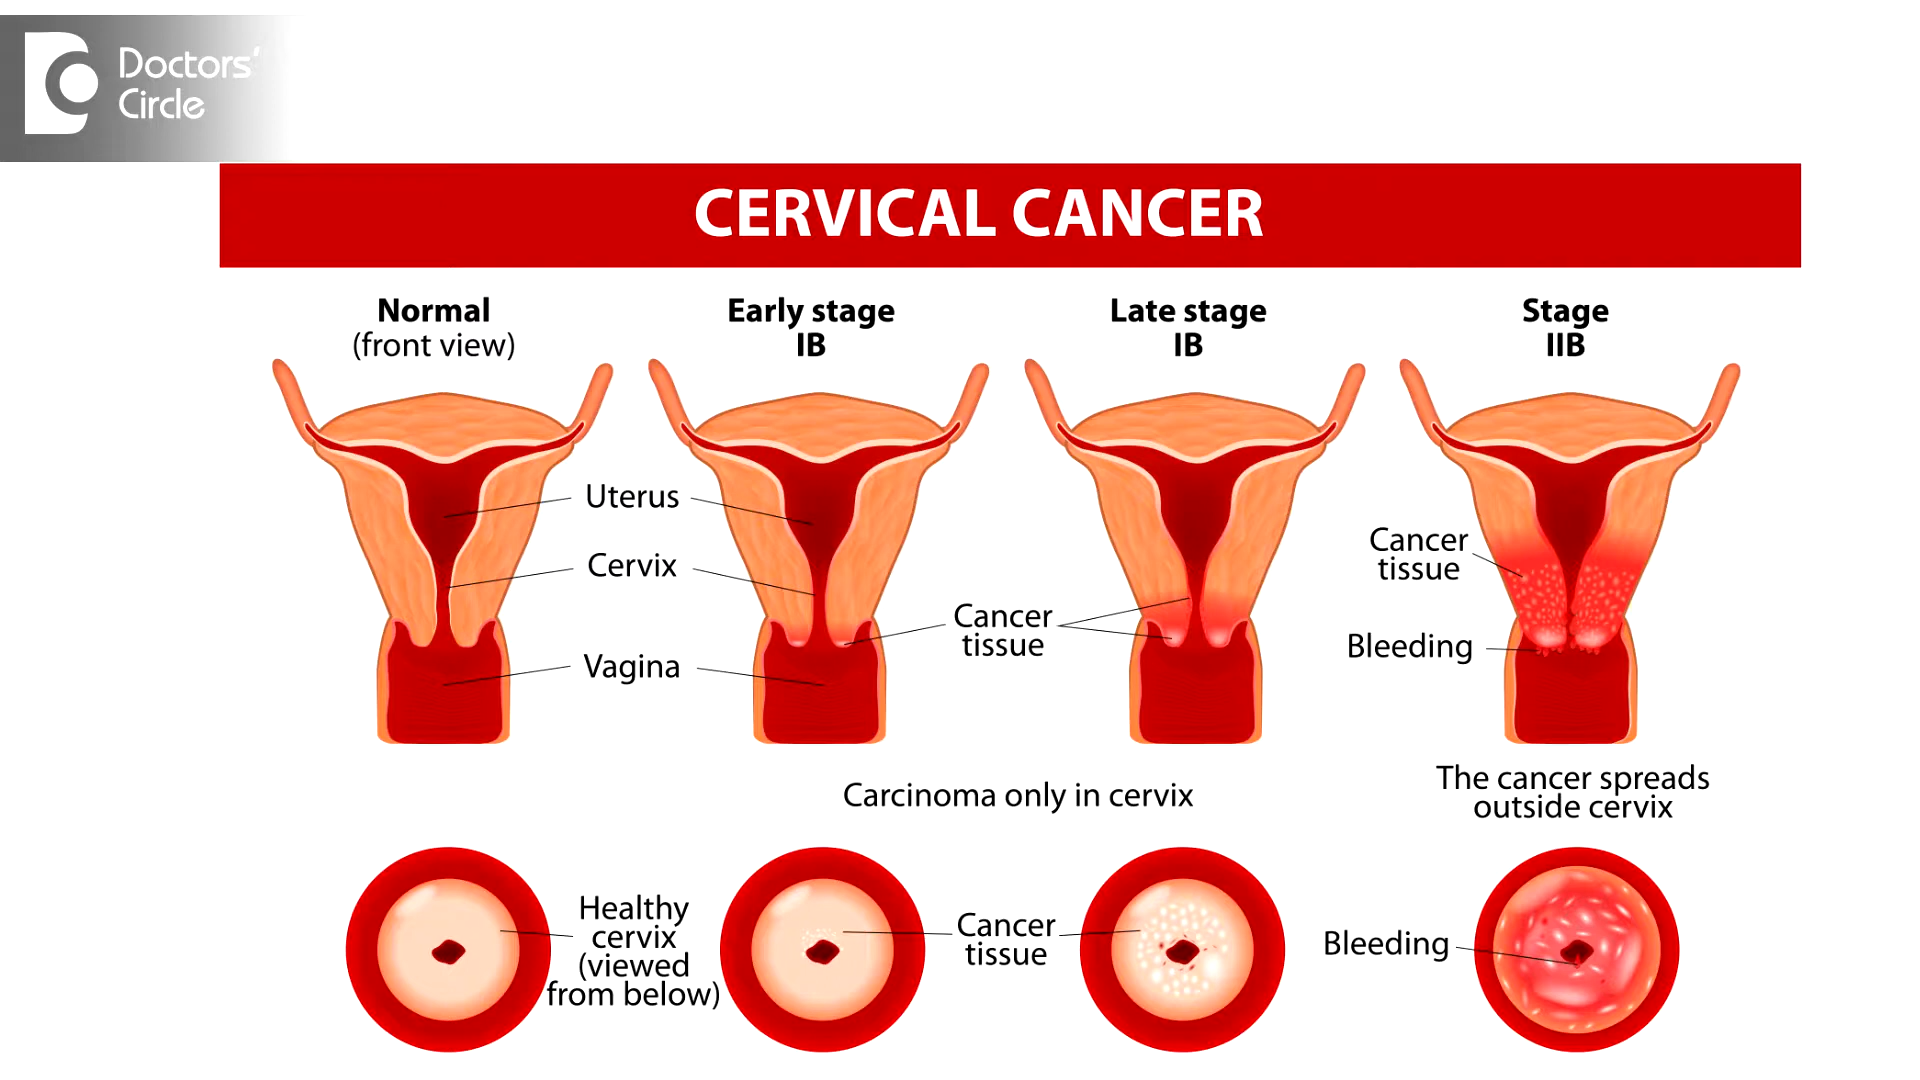 Doctors'
Circle
CERVICAL CANCER
Normal
(front view)
Early stage
IB
Late stage
IB
Stage
IIB
Uterus
Cervix
Vagina
Cancer
tissue
Cancer
tissue
Bleeding
Carcinoma only in cervix
The cancer spreads
outside cervix
Healthy
cervix
(viewed
from below)
Cancer
tissue
Bleeding